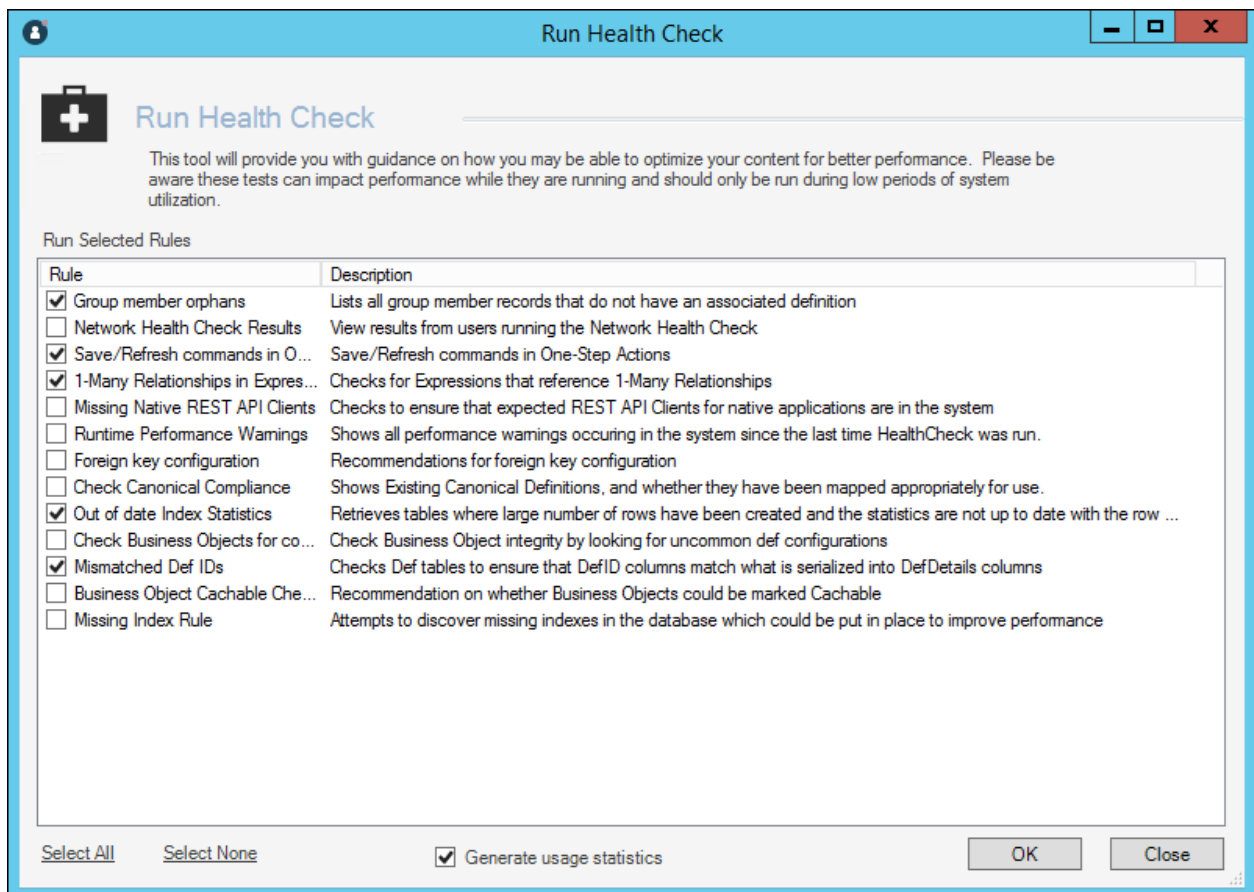 Run Health Check
Run Health Check
This tool will provide you with guidance on how you may be able to optimize your content for better performance.  Please be
aware these tests can impact performance while they are running and should only be run during low periods of system
utilization.
Run Selected Rules
Rule Description
Group member orphans Lists all group member records that do not have an associated definition
Network Health Check Results View results from users running the Network Health Check
Save/Refresh commands in O... Save/Refresh commands in One-Step Actions
1-Many Relationships in Expres... Checks for Expressions that reference 1-Many Relationships
Missing Native REST API Clients Checks to ensure that expected REST API Clients for native applications are in the system
Runtime Performance Warnings Shows all performance warnings occuring in the system since the last time HealthCheck was run.
Foreign key configuration Recommendations for foreign key configuration
Check Canonical Compliance Shows Existing Canonical Definitions, and whether they have been mapped appropriately for use.
Out of date Index Statistics Retrieves tables where large number of rows have been created and the statistics are not up to date with the row ...
Check Business Objects for co... Check Business Object integrity by looking for uncommon def configurations
Mismatched Def IDs Checks Def tables to ensure that DefID columns match what is serialized into DefDetails columns
Business Object Cachable Che... Recommendation on whether Business Objects could be marked Cachable
Missing Index Rule Attempts to discover missing indexes in the database which could be put in place to improve performance
Select All Select None Generate usage statistics OK Close